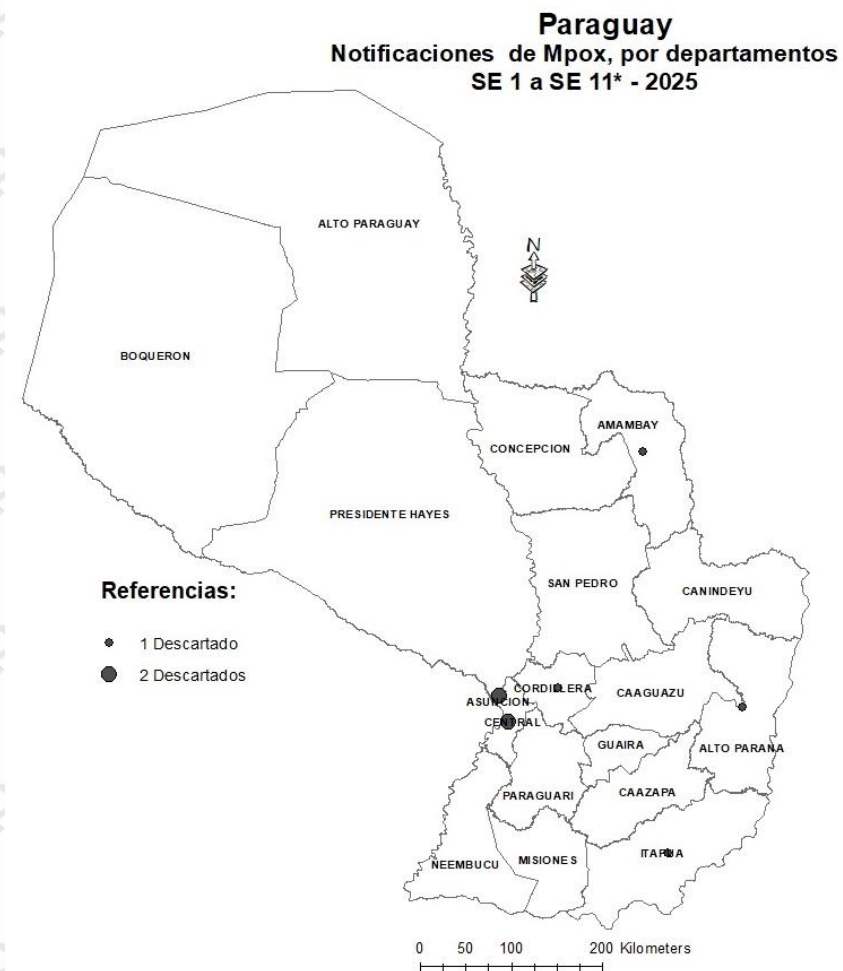 Paraguay
Notificaciones de Mpox, por departamentos
SE 1 a SE 11* - 2025
ALTO PARAGUAY
N
BOQUERON
AMAMBAY
CONCEPCION
PRESIDENTE HAYES
SAN PEDRO
CANINDEYU
Referencias:
1 Descartado
2 Descartados
CORDILLERA
CAAGUAZU
ASUNCION
CENTRAL
GUAIRA
ALTO PARANA
PARAGUARI
CAAZAPA
ITAPUA
NEEMBUCU
MISIONES
0 50 100 200 Kilometers